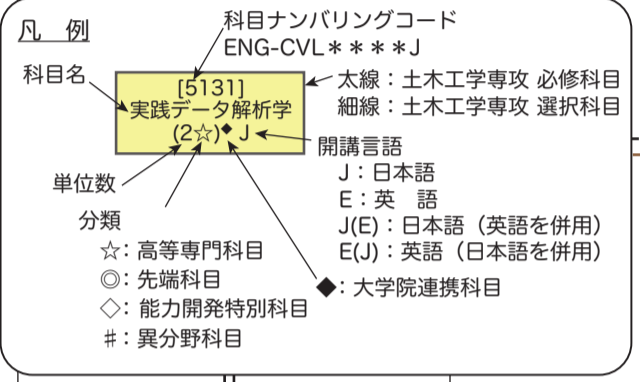 凡　例
科目ナンバリングコード
ENG-CVL＊＊＊＊J
科目名
[5131]
実践データ解析学
(2☆)◆ J
太線：土木工学専攻 必修科目
細線：土木工学専攻 選択科目
開講言語
J：日本語
E：英　語
J(E)：日本語（英語を併用）
E(J)：英語（日本語を併用）
単位数
分類
☆：高等専門科目
◎：先端科目
◇：能力開発特別科目
♯：異分野科目
◆：大学院連携科目